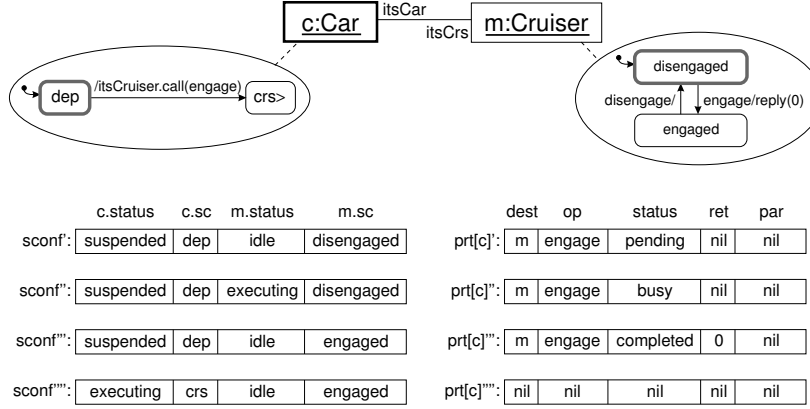 itsCar
c:Car
m:Cruiser
itsCrs
disengaged
/itsCruiser.call(engage)
dep
crs>
disengage/
engage/reply(0)
engaged
c.status c.sc m.status m.sc
dest op status ret par
sconf': suspended dep idle disengaged
prt[c]': m engage pending nil nil
sconf'': suspended dep executing disengaged
prt[c]'': m engage busy nil nil
sconf''': suspended dep idle engaged
prt[c]''': m engage completed 0 nil
sconf'''': executing crs idle engaged
prt[c]'''': nil nil nil nil nil